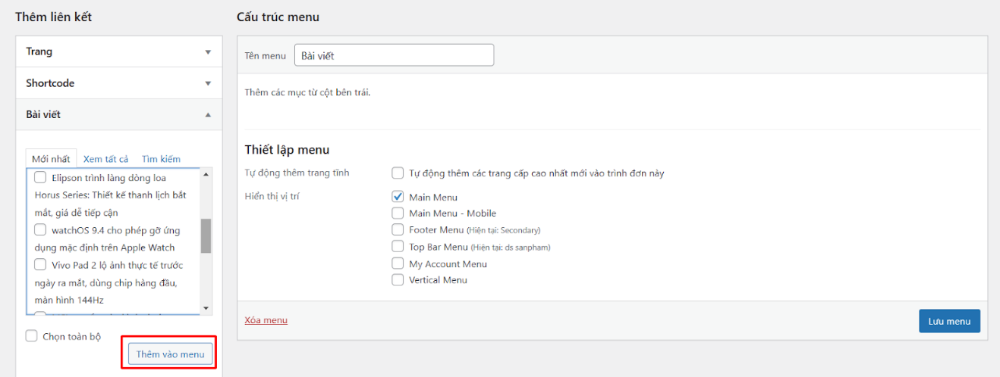 Thêm liên kết
Trang
Shortcode
Bài viết
Mới nhất Xem tất cả Tìm kiếm
Elipson trình làng dòng loa
Horus Series: Thiết kế thanh lịch bắt
mắt, giá dễ tiếp cận
watchOS 9.4 cho phép gỡ ứng
dụng mặc định trên Apple Watch
Vivo Pad 2 lộ ảnh thực tế trước
ngày ra mắt, dùng chip hàng đầu,
màn hình 144Hz
Chọn toàn bộ
Thêm vào menu
Cấu trúc menu
Tên menu Bài viết
Thêm các mục từ cột bên trái.
Thiết lập menu
Tự động thêm trang tĩnh Tự động thêm các trang cấp cao nhất mới vào trình đơn này
Hiển thị vị trí Main Menu
Main Menu - Mobile
Footer Menu (Hiện tại: Secondary)
Top Bar Menu (Hiện tại: ds sanpham)
My Account Menu
Vertical Menu
Xóa menu Lưu menu